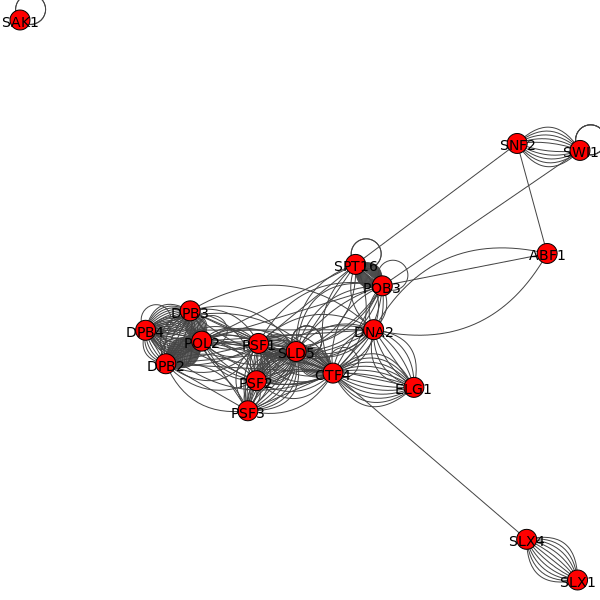 SAK1
SNF2
SWI1
ABF1
SPT16
POB3
DPB3
DNA2
DPB4
POL2
PSF1
SLD5
DPB2
CTF4
PSF2
ELG1
PSF3
SLX4
SLX1